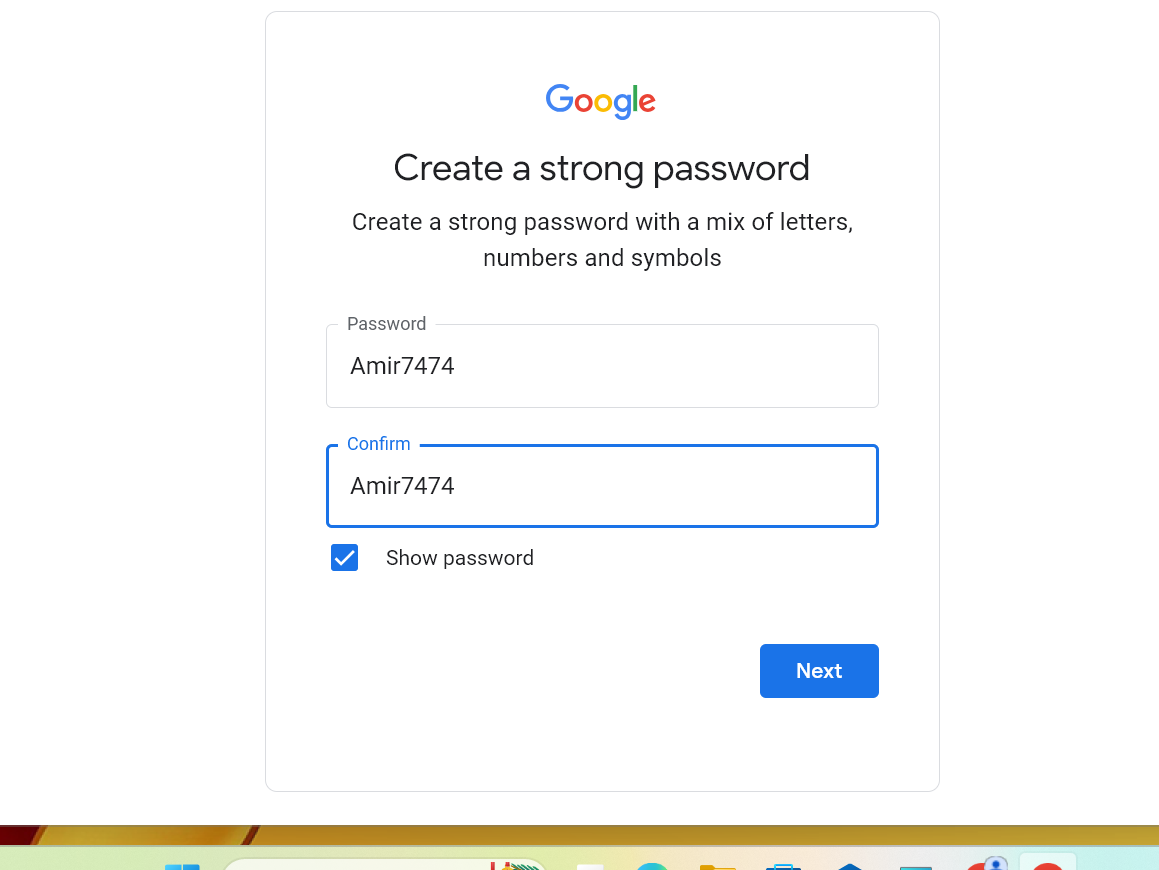 Google
Create a strong password
Create a strong password with a mix of letters,
numbers and symbols
Password
Amir7474
Confirm
Amir7474
Show password
Next